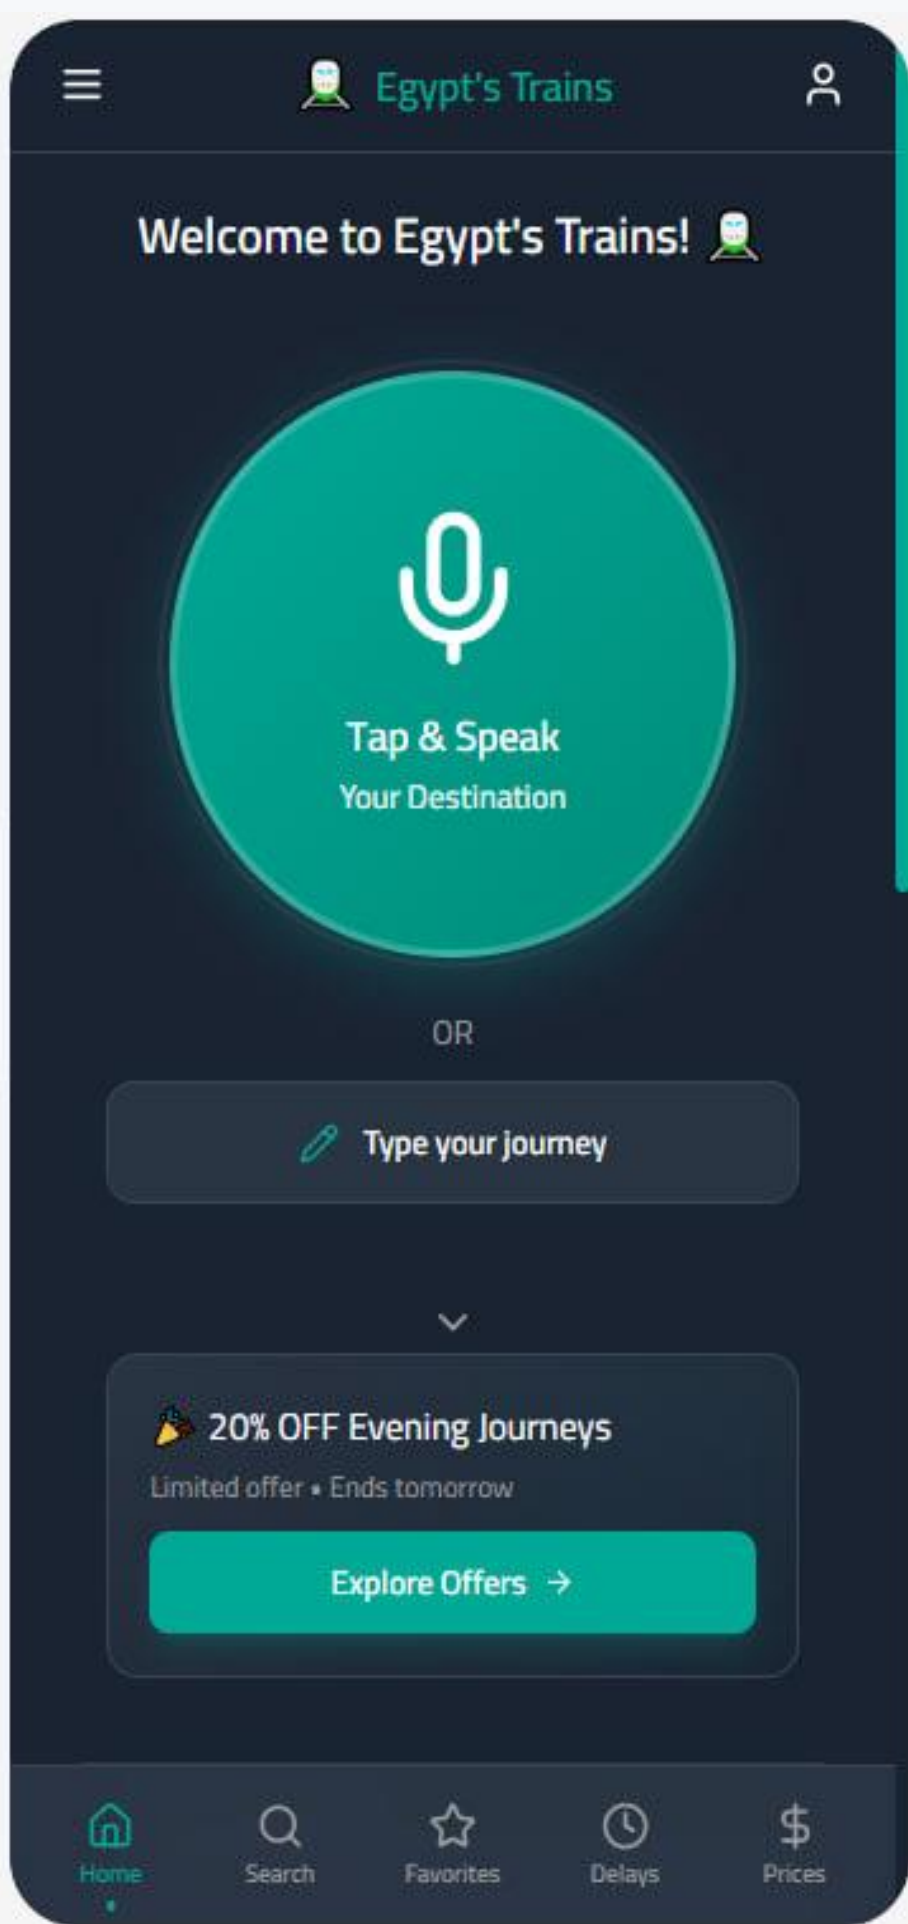 Egypt's Trains
Welcome to Egypt's Trains!
Tap & Speak
Your Destination
OR
Type your journey
20% OFF Evening Journeys
Limited offer • Ends tomorrow
Explore Offers →
Home
Search
Favorites
Delays
Prices